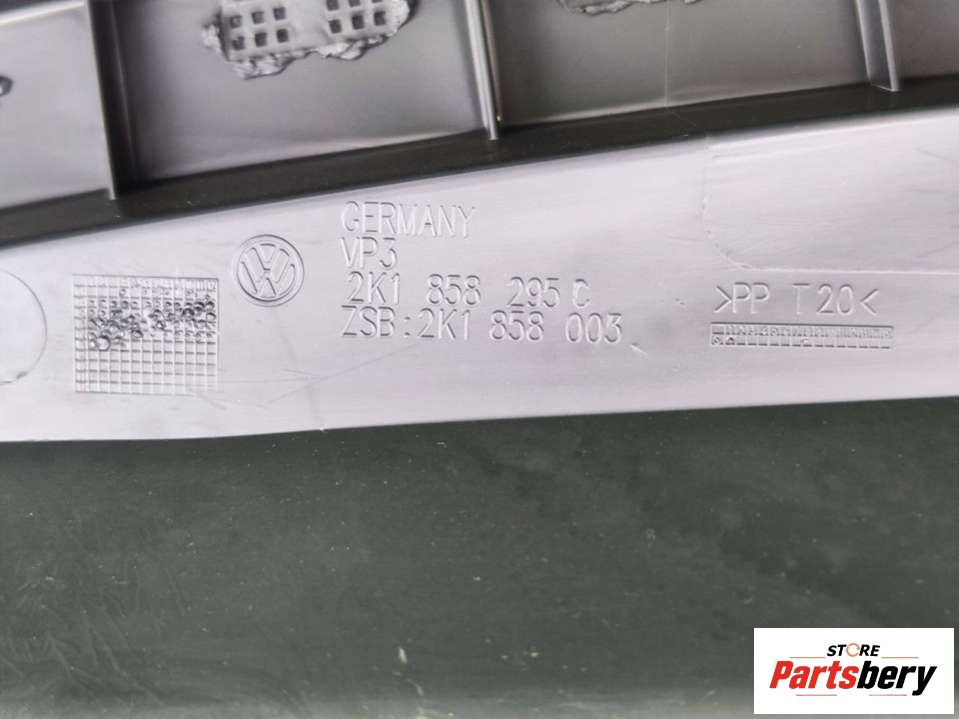 GERMANY
VP3
2K1 858 295 C
ZSB:2K1 858 003
>PP T20<
STORE
Partsbery